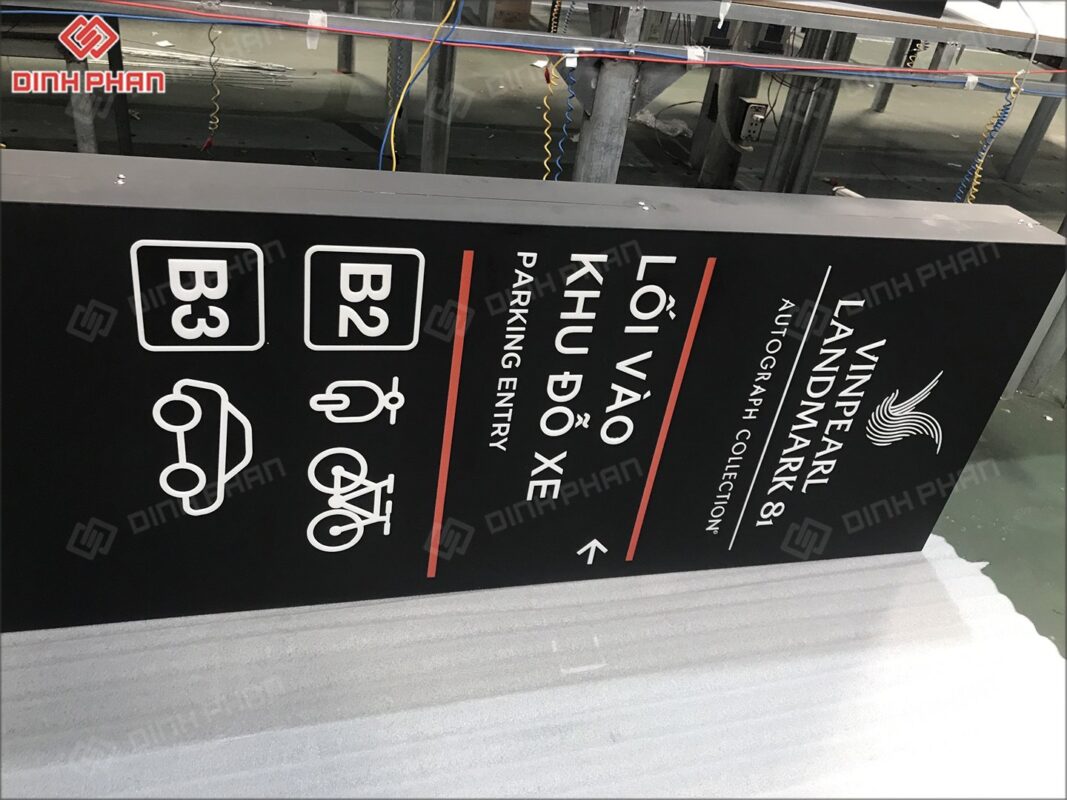 DINH PHAN
VINPEARL
LANDMARK 81
AUTOGRAPH COLLECTION®
LỐI VÀO
KHU ĐỖ XE
PARKING ENTRY
B2
B3